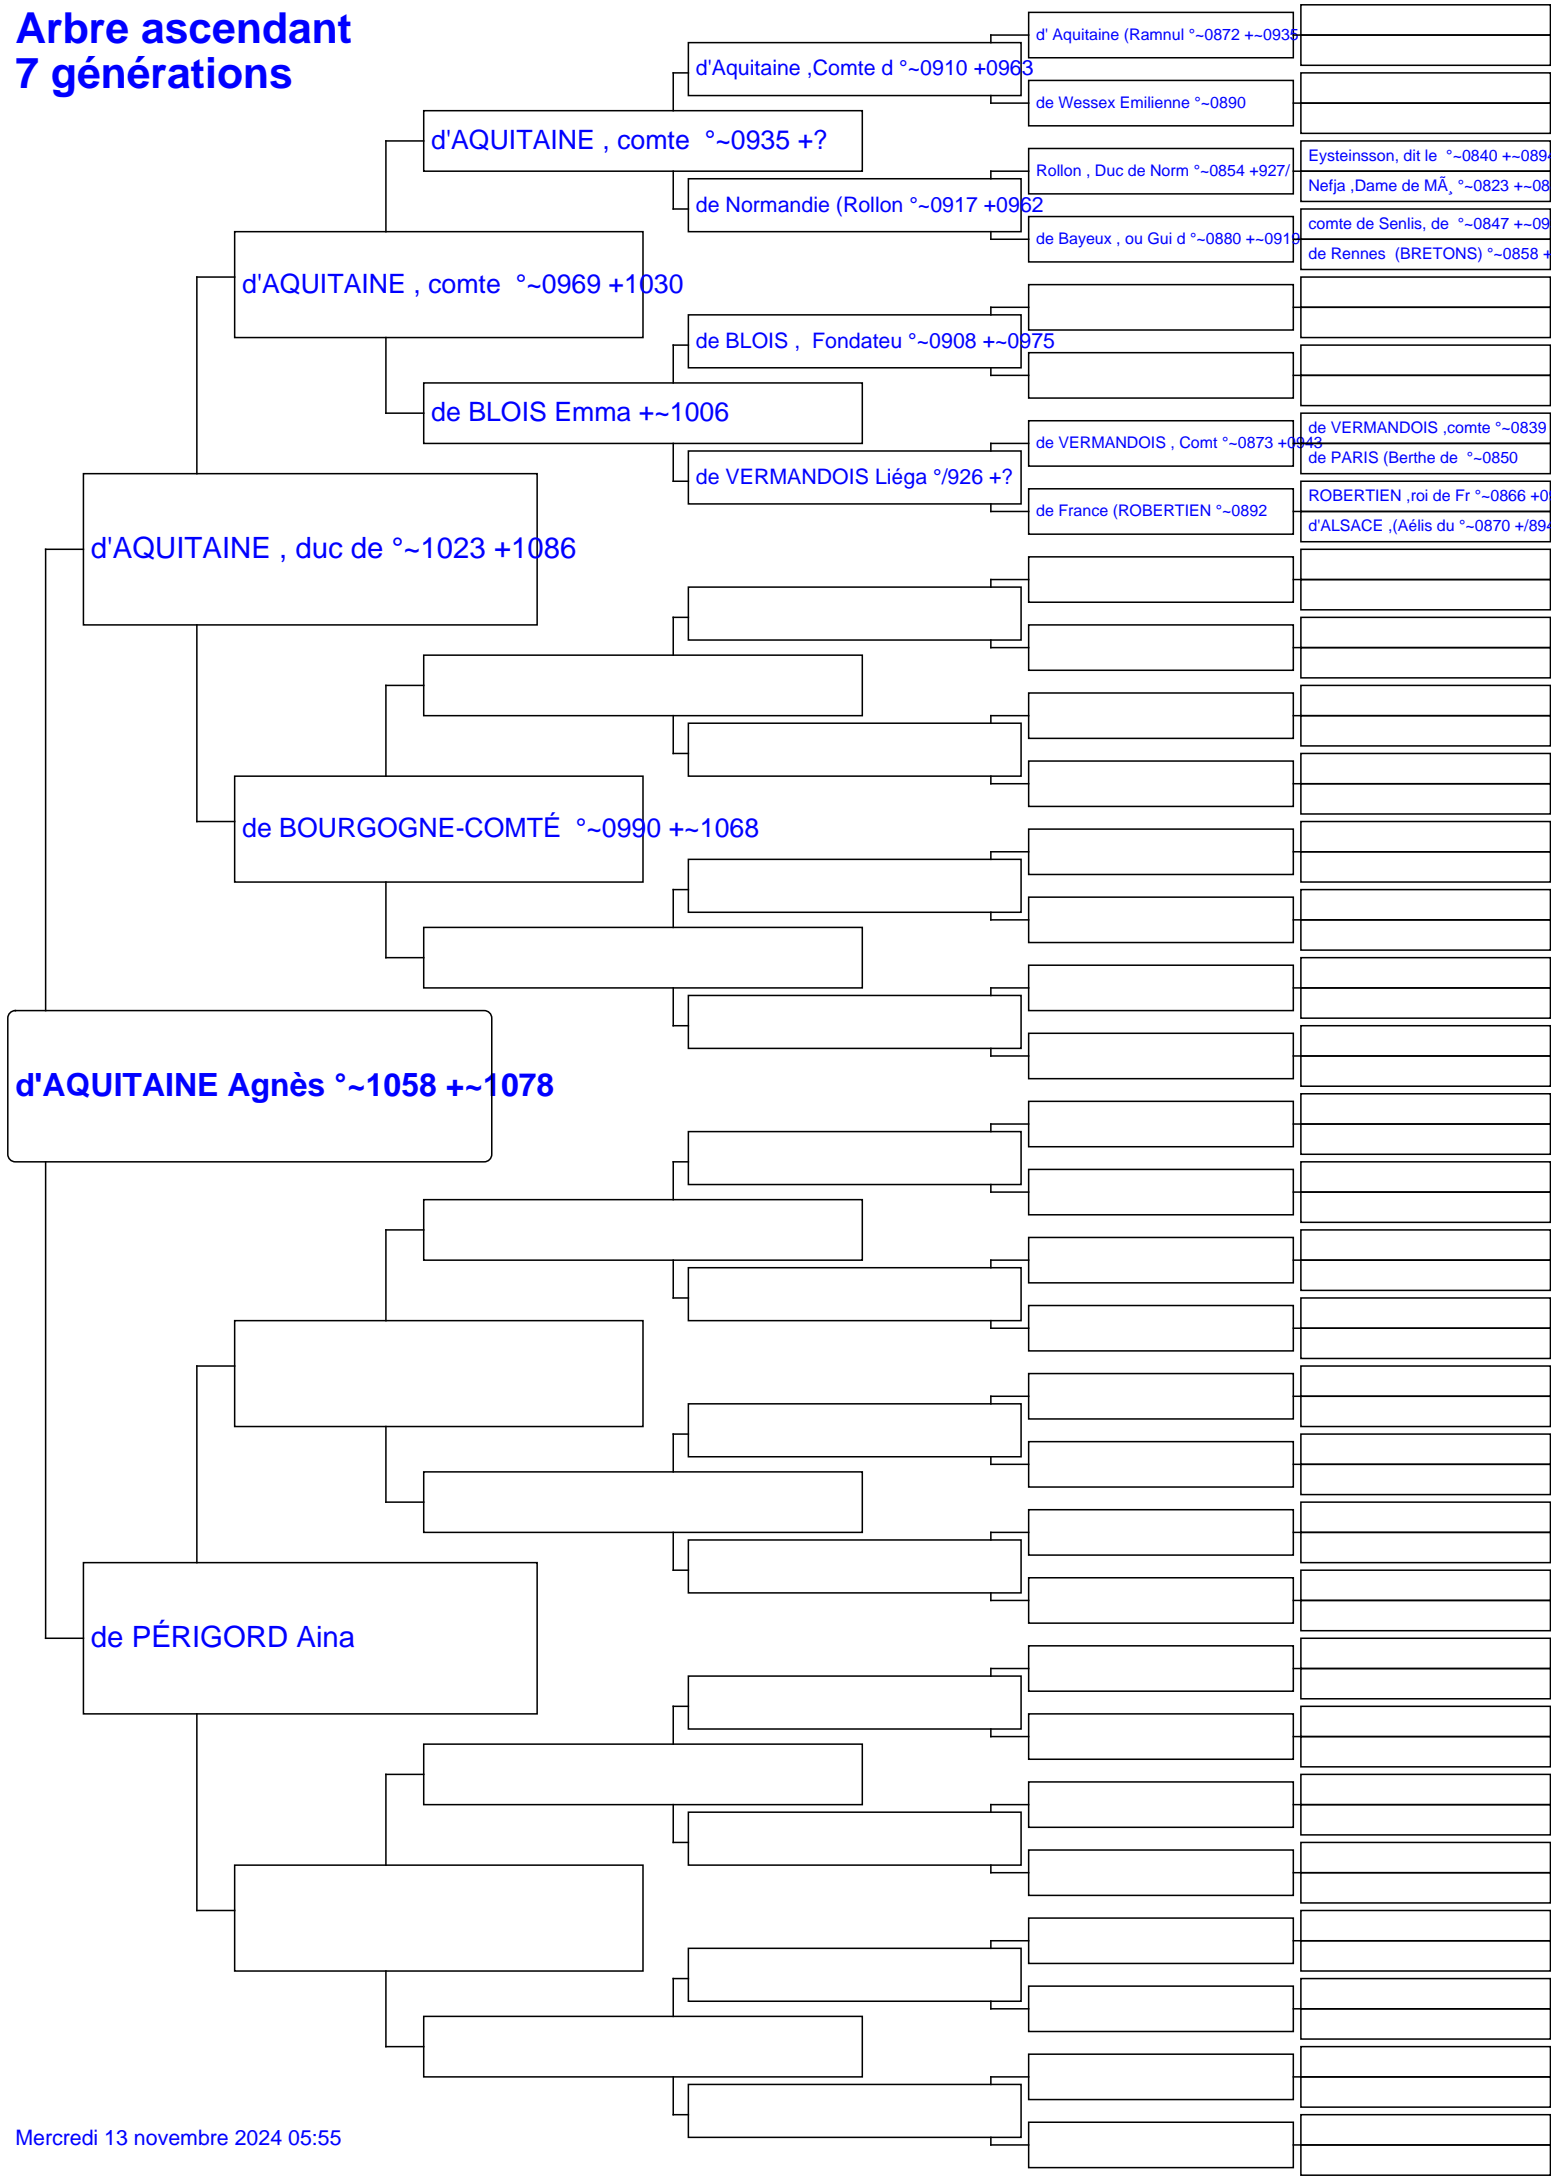 Arbre ascendant
7 générations
d' Aquitaine (Ramnul °~0872 +~0935
d'Aquitaine ,Comte d °~0910 +0963
de Wessex Emilienne °~0890
d'AQUITAINE , comte °~0935 +?
Eysteinsson, dit le °~0840 +~0894
Rollon , Duc de Norm °~0854 +927/
Nefja ,Dame de MÃ¸ °~0823 +~08
de Normandie (Rollon °~0917 +0962
comte de Senlis, de °~0847 +~09
de Bayeux , ou Gui d °~0880 +~0919
de Rennes (BRETONS) °~0858 +
d'AQUITAINE , comte °~0969 +1030
de BLOIS , Fondateu °~0908 +~0975
de BLOIS Emma +~1006
de VERMANDOIS ,comte °~0839
de VERMANDOIS , Comt °~0873 +0943
de PARIS (Berthe de °~0850
de VERMANDOIS Liéga °/926 +?
ROBERTIEN ,roi de Fr °~0866 +0
de France (ROBERTIEN °~0892
d'ALSACE ,(Aélis du °~0870 +/894
d'AQUITAINE , duc de °~1023 +1086
de BOURGOGNE-COMTÉ °~0990 +~1068
d'AQUITAINE Agnès °~1058 +~1078
de PÉRIGORD Aina
Mercredi 13 novembre 2024 05:55